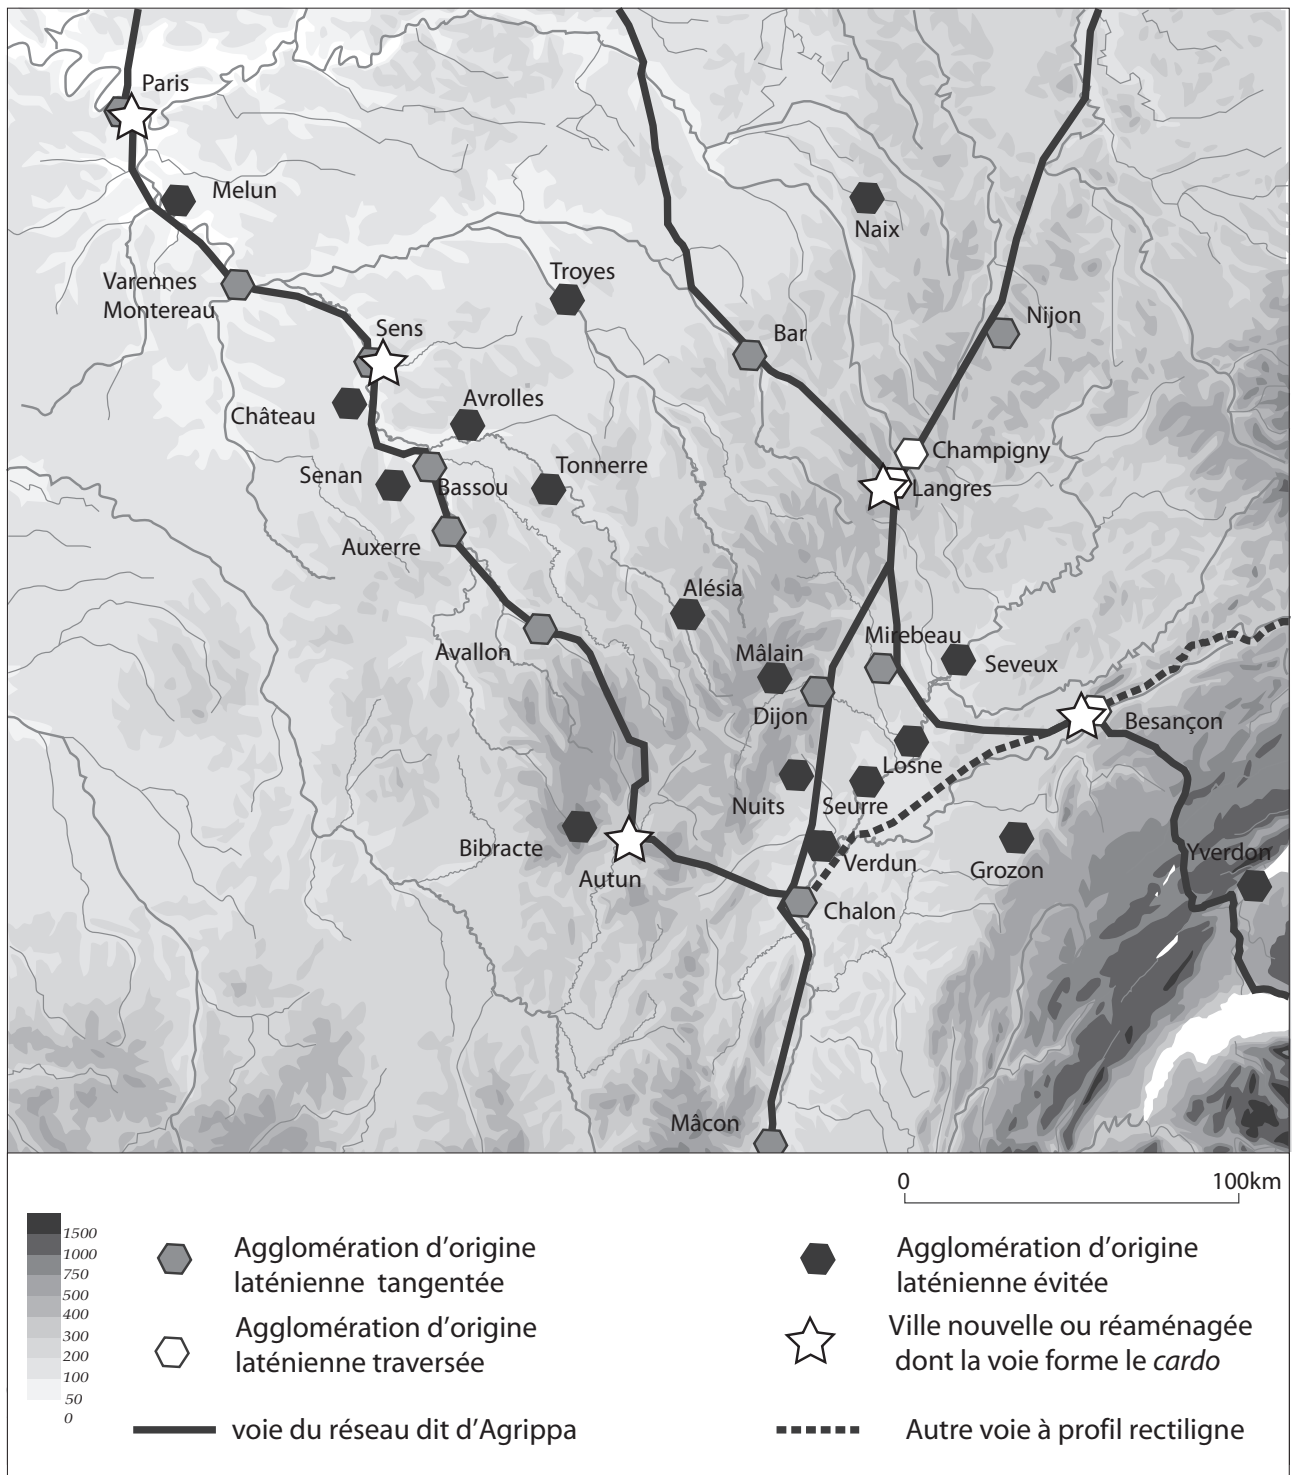 Paris
Melun
Naix
Varennes
Montereau
Troyes
Sens
Bar
Nijon
Château
Avrolles
Champigny
Senan
Bassou
Tonnerre
Langres
Auxerre
Alésia
Avallon
Mâlain
Mirebeau
Seveux
Dijon
Besançon
Losne
Nuits
Seurre
Bibracte
Autun
Verdun
Grozon
Yverdon
Chalon
Mâcon
0 100km
1500
1000
750
500
400
300
200
100
50
0
Agglomération d'origine
laténienne tangentée
Agglomération d'origine
laténienne traversée
voie du réseau dit d'Agrippa
Agglomération d'origine
laténienne évitée
Ville nouvelle ou réaménagée
dont la voie forme le cardo
Autre voie à profil rectiligne